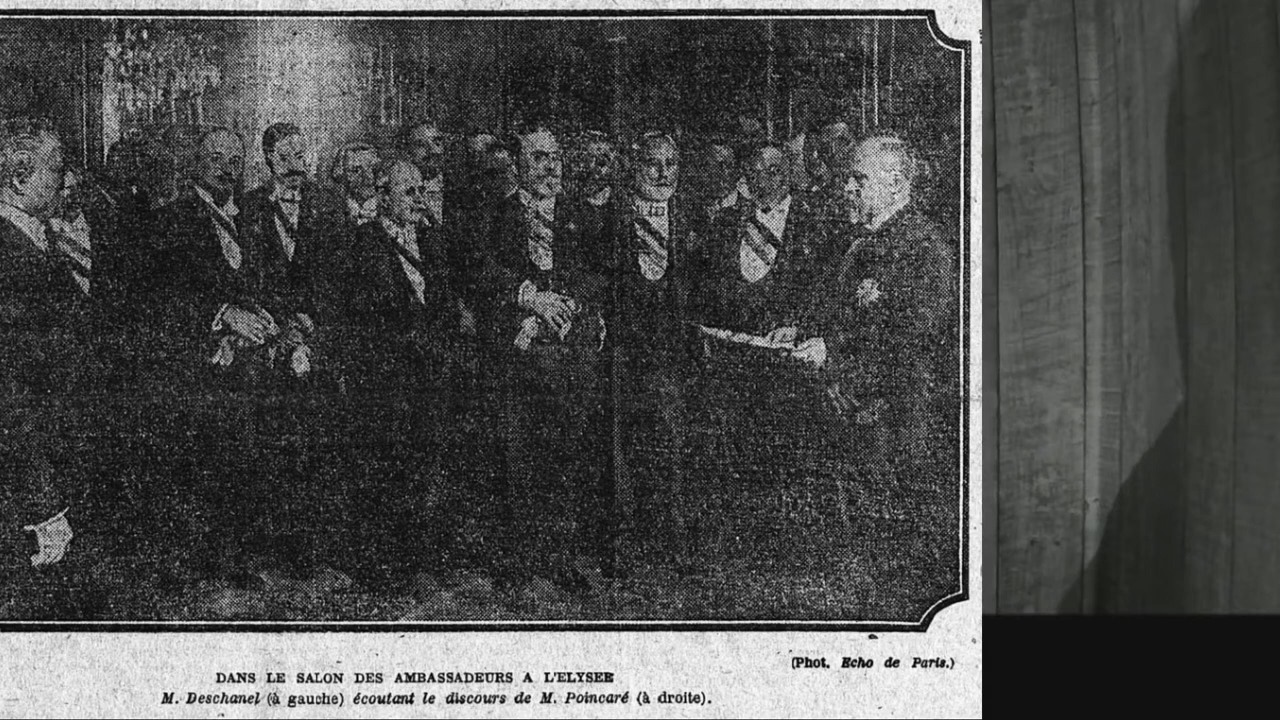 (Phot. Echo de Paris.)
DANS LE SALON DES AMBASSADEURS A L'ELYSEE
M. Deschanel (à gauche) écoutant le discours de M. Poincaré (à droite).